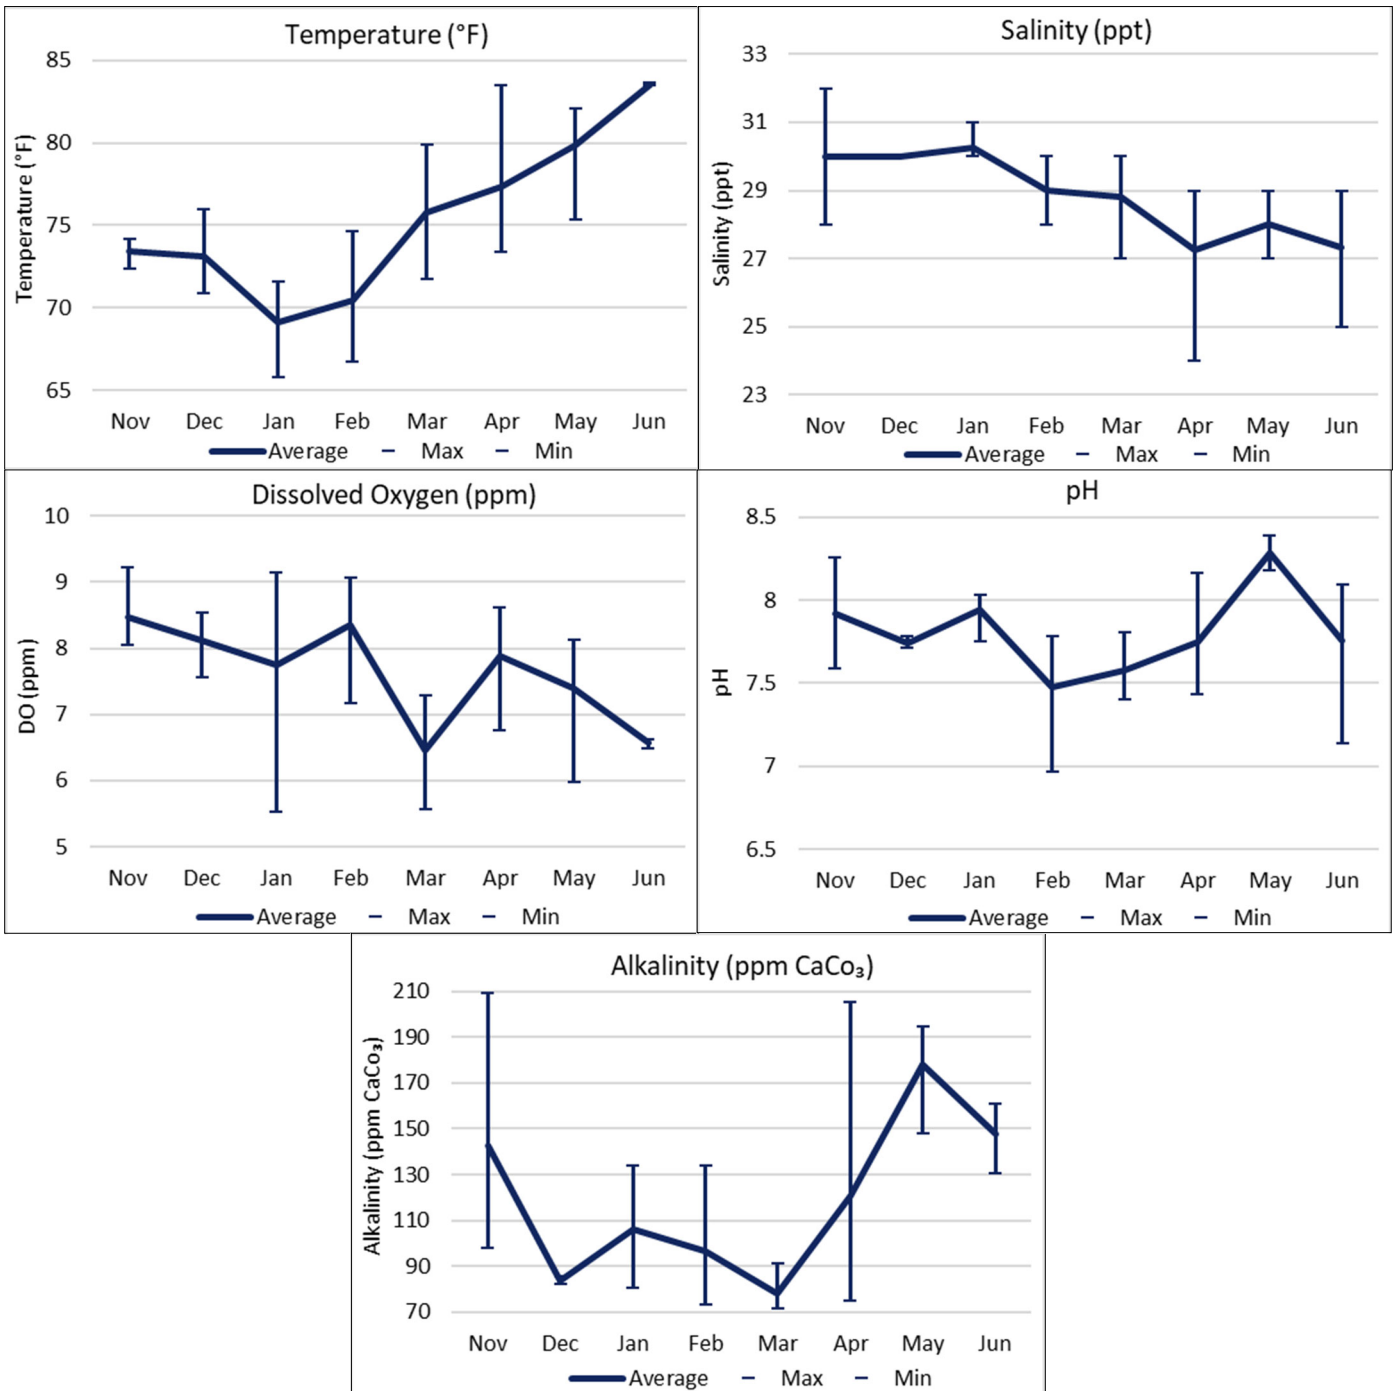 Temperature (°F)
85
80
75
70
65
Temperature (°F)
Nov Dec Jan Feb Mar Apr May Jun
Average Max Min
Salinity (ppt)
33
31
29
27
25
23
Salinity (ppt)
Nov Dec Jan Feb Mar Apr May Jun
Average Max Min
Dissolved Oxygen (ppm)
10
9
8
7
6
5
DO (ppm)
Nov Dec Jan Feb Mar Apr May Jun
Average Max Min
pH
8.5
8
7.5
7
6.5
pH
Nov Dec Jan Feb Mar Apr May Jun
Average Max Min
Alkalinity (ppm CaCo₃)
210
190
170
150
130
110
90
70
Alkalinity (ppm CaCo₃)
Nov Dec Jan Feb Mar Apr May Jun
Average Max Min